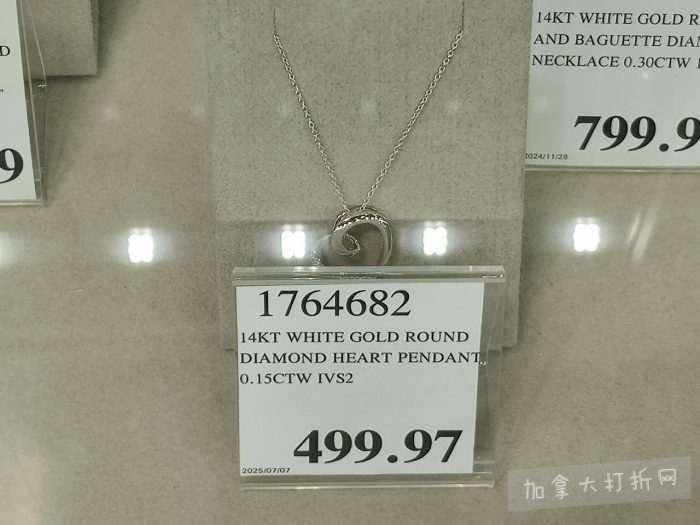 D
9
14KT WHITE GOLD R
AND BAGUETTE DIA
NECKLACE 0.30CTW
799.9
2024/11/28
1764682
14KT WHITE GOLD ROUND
DIAMOND HEART PENDANT,
0.15CTW IVS2
499.97
2025/07/07
加拿大打折网